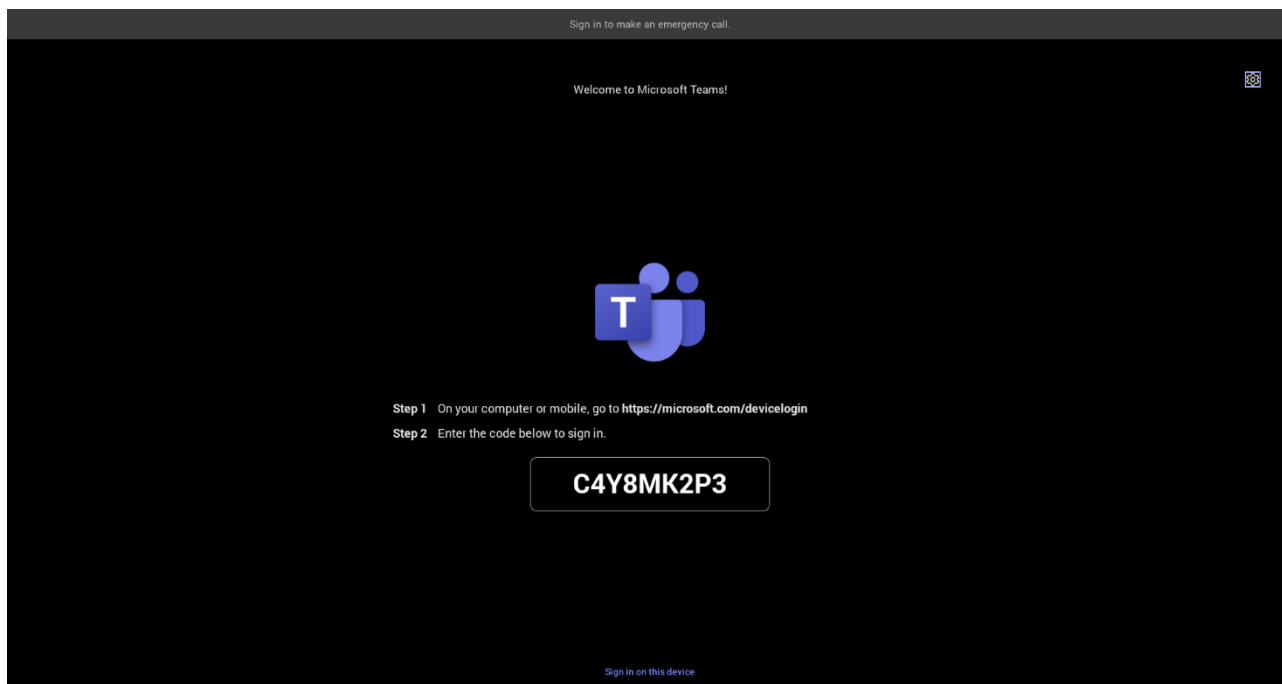 Sign in to make an emergency call.
Welcome to Microsoft Teams!
T
Step 1 On your computer or mobile, go to https://microsoft.com/devicelogin
Step 2 Enter the code below to sign in.
C4Y8MK2P3
Sign in on this device